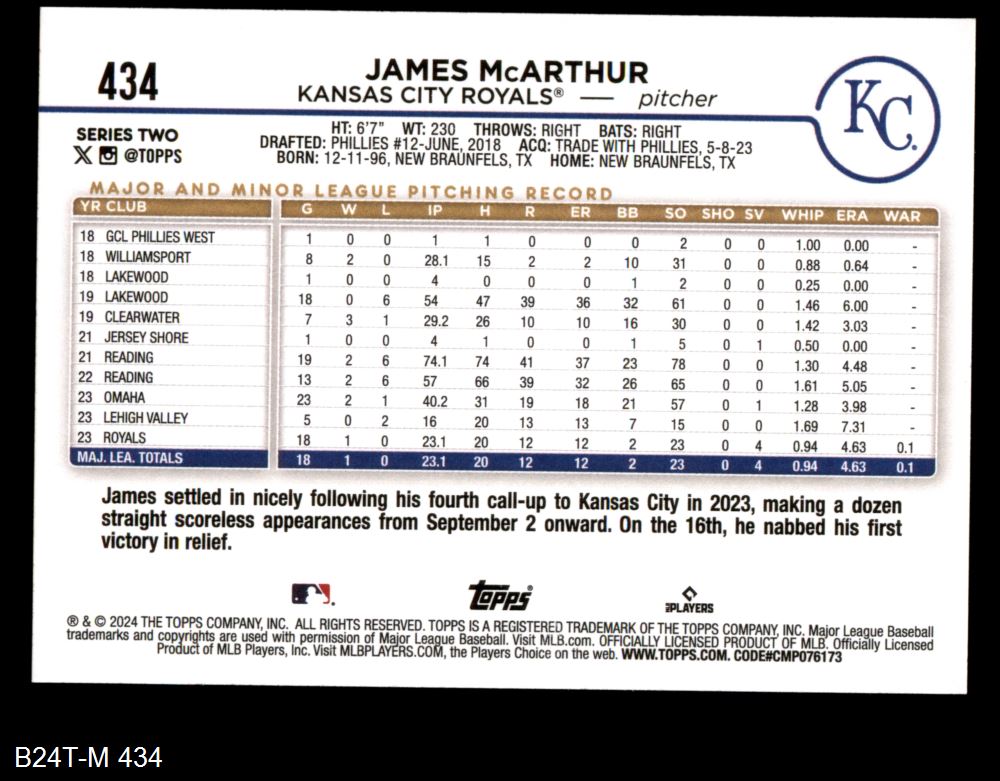 434
JAMES McARTHUR
KANSAS CITY ROYALS® — pitcher
KC.
SERIES TWO
@TOPPS
HT: 6'7" WT: 230 THROWS: RIGHT BATS: RIGHT
DRAFTED: PHILLIES #12-JUNE, 2018 ACQ: TRADE WITH PHILLIES, 5-8-23
BORN: 12-11-96, NEW BRAUNFELS, TX HOME: NEW BRAUNFELS, TX
MAJOR AND MINOR LEAGUE PITCHING RECORD
YR CLUB G W L IP H R ER BB SO SHO SV WHIP ERA WAR
18 GCL PHILLIES WEST 1 0 0 1 1 0 0 0 2 0 0 1.00 0.00 -
18 WILLIAMSPORT 8 2 0 28.1 15 2 2 10 31 0 0 0.88 0.64 -
18 LAKEWOOD 1 0 0 4 0 0 0 1 2 0 0 0.25 0.00 -
19 LAKEWOOD 18 0 6 54 47 39 36 32 61 0 0 1.46 6.00 -
19 CLEARWATER 7 3 1 29.2 26 10 10 16 30 0 0 1.42 3.03 -
21 JERSEY SHORE 1 0 0 4 1 0 0 1 5 0 1 0.50 0.00 -
21 READING 19 2 6 74.1 74 41 37 23 78 0 0 1.30 4.48 -
22 READING 13 2 6 57 66 39 32 26 65 0 0 1.61 5.05 -
23 OMAHA 23 2 1 40.2 31 19 18 21 57 0 1 1.28 3.98 -
23 LEHIGH VALLEY 5 0 2 16 20 13 13 7 15 0 0 1.69 7.31 -
23 ROYALS 18 1 0 23.1 20 12 12 2 23 0 4 0.94 4.63 0.1
MAJ. LEA. TOTALS 18 1 0 23.1 20 12 12 2 23 0 4 0.94 4.63 0.1
James settled in nicely following his fourth call-up to Kansas City in 2023, making a dozen
straight scoreless appearances from September 2 onward. On the 16th, he nabbed his first
victory in relief.
Topps®
MLB PLAYERS
® & © 2024 THE TOPPS COMPANY, INC. ALL RIGHTS RESERVED. TOPPS IS A REGISTERED TRADEMARK OF THE TOPPS COMPANY, INC. Major League Baseball
trademarks and copyrights are used with permission of Major League Baseball. Visit MLB.com. OFFICIALLY LICENSED PRODUCT OF MLB. Officially Licensed
Product of MLB Players, Inc. Visit MLBPLAYERS.COM, the Players Choice on the web. WWW.TOPPS.COM. CODE#CMP076173
B24T-M 434